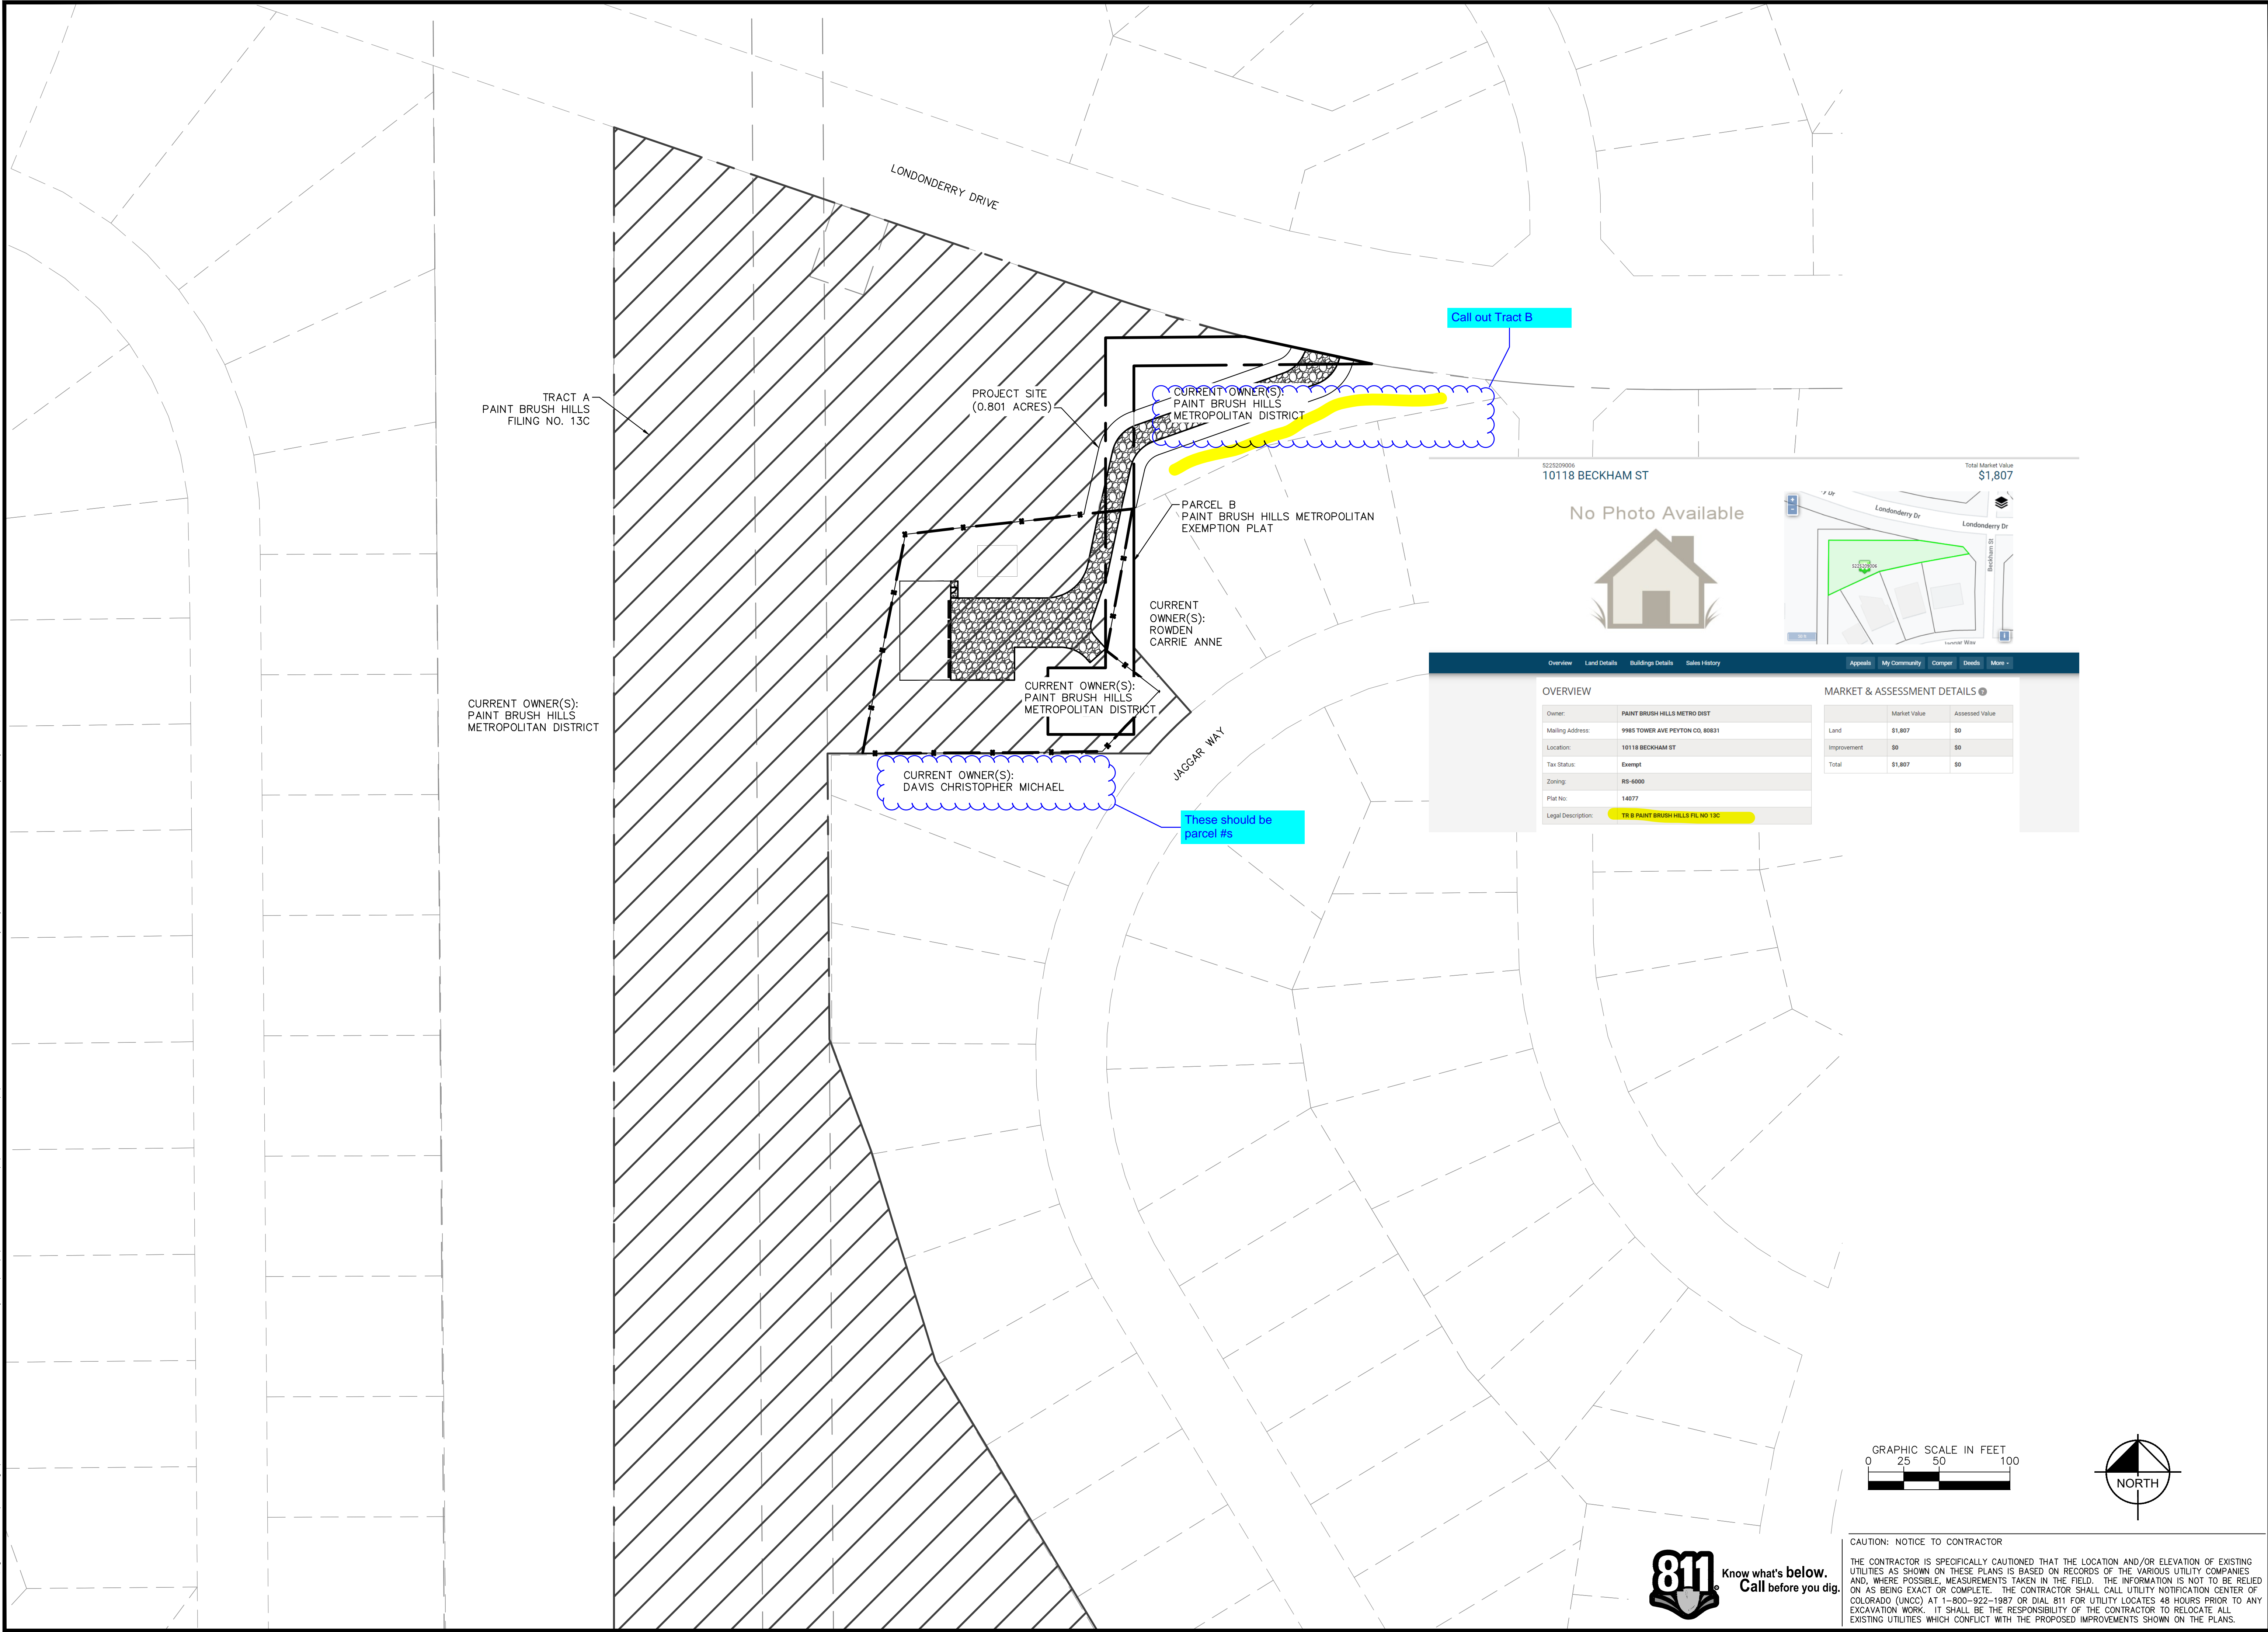 LONDONDERRY DRIVE
Call out Tract B
TRACT A
PAINT BRUSH HILLS
FILING NO. 13C
PROJECT SITE
(0.801 ACRES)
CURRENT OWNER(S):
PAINT BRUSH HILLS
METROPOLITAN DISTRICT
PARCEL B
PAINT BRUSH HILLS METROPOLITAN
EXEMPTION PLAT
CURRENT
OWNER(S):
ROWDEN
CARRIE ANNE
CURRENT OWNER(S):
PAINT BRUSH HILLS
METROPOLITAN DISTRICT
CURRENT OWNER(S):
PAINT BRUSH HILLS
METROPOLITAN DISTRICT
JAGGAR WAY
CURRENT OWNER(S):
DAVIS CHRISTOPHER MICHAEL
These should be
parcel #s
5225209006
10118 BECKHAM ST
Total Market Value
$1,807
No Photo Available
Londonderry Dr
Londonderry Dr
Beckham St
5225209006
Jaggar Way
Overview Land Details Buildings Details Sales History
Appeals My Community Comper Deeds More
OVERVIEW
Owner: PAINT BRUSH HILLS METRO DIST
Mailing Address: 9985 TOWER AVE PEYTON CO, 80831
Location: 10118 BECKHAM ST
Tax Status: Exempt
Zoning: RS-6000
Plat No: 14077
Legal Description: TR B PAINT BRUSH HILLS FIL NO 13C
MARKET & ASSESSMENT DETAILS
Market Value Assessed Value
Land $1,807 $0
Improvement $0 $0
Total $1,807 $0
GRAPHIC SCALE IN FEET
0 25 50 100
NORTH
811
Know what's below.
Call before you dig.
CAUTION: NOTICE TO CONTRACTOR
THE CONTRACTOR IS SPECIFICALLY CAUTIONED THAT THE LOCATION AND/OR ELEVATION OF EXISTING
UTILITIES AS SHOWN ON THESE PLANS IS BASED ON RECORDS OF THE VARIOUS UTILITY COMPANIES
AND, WHERE POSSIBLE, MEASUREMENTS TAKEN IN THE FIELD. THE INFORMATION IS NOT TO BE RELIED
ON AS BEING EXACT OR COMPLETE. THE CONTRACTOR SHALL CALL UTILITY NOTIFICATION CENTER OF
COLORADO (UNCC) AT 1-800-922-1987 OR DIAL 811 FOR UTILITY LOCATES 48 HOURS PRIOR TO ANY
EXCAVATION WORK. IT SHALL BE THE RESPONSIBILITY OF THE CONTRACTOR TO RELOCATE ALL
EXISTING UTILITIES WHICH CONFLICT WITH THE PROPOSED IMPROVEMENTS SHOWN ON THE PLANS.